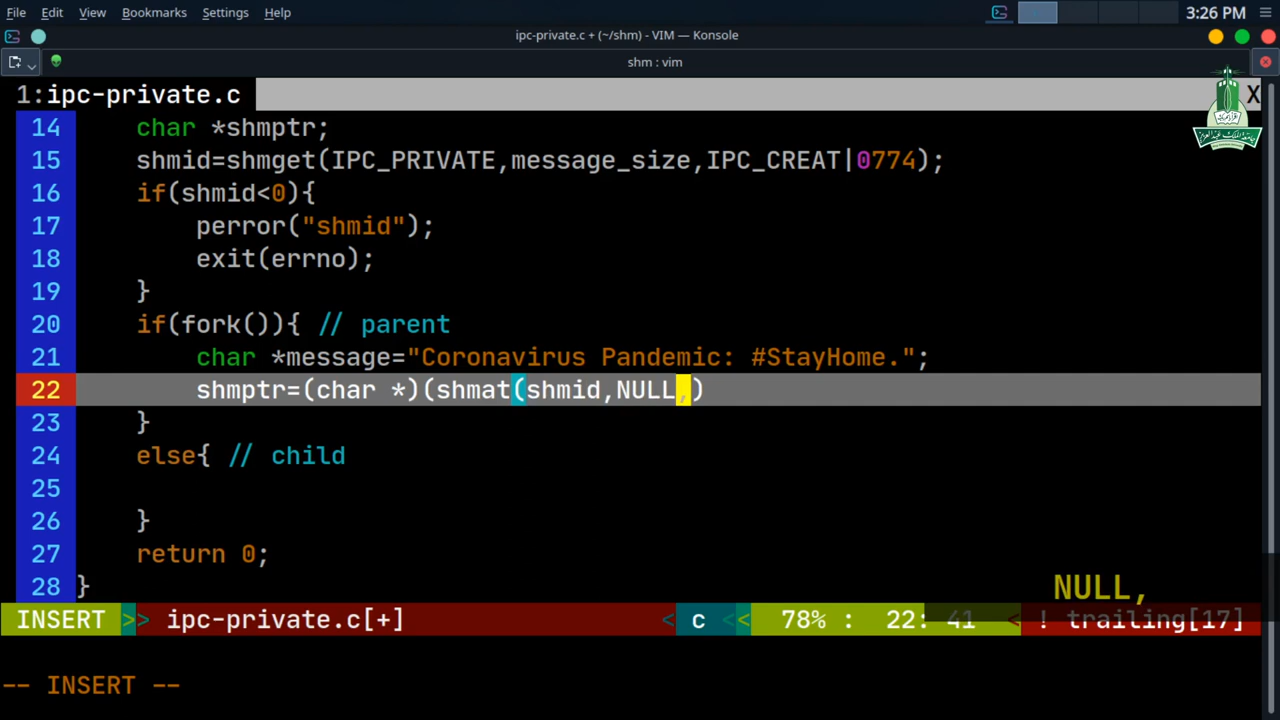 File Edit View Bookmarks Settings Help
3:26 PM
ipc-private.c + (~/shm) - VIM — Konsole
shm : vim
1:ipc-private.c
X
14 char *shmptr;
15 shmid=shmget(IPC_PRIVATE,message_size,IPC_CREAT|0774);
16 if(shmid<0){
17 perror("shmid");
18 exit(errno);
19 }
20 if(fork()){ // parent
21 char *message="Coronavirus Pandemic: #StayHome.";
22 shmptr=(char *)(shmat(shmid,NULL,)
23 }
24 else{ // child
25
26 }
27 return 0;
28 }
NULL,
INSERT >> ipc-private.c[+] < c << 78% : 22: 41 < ! trailing[17]
-- INSERT --